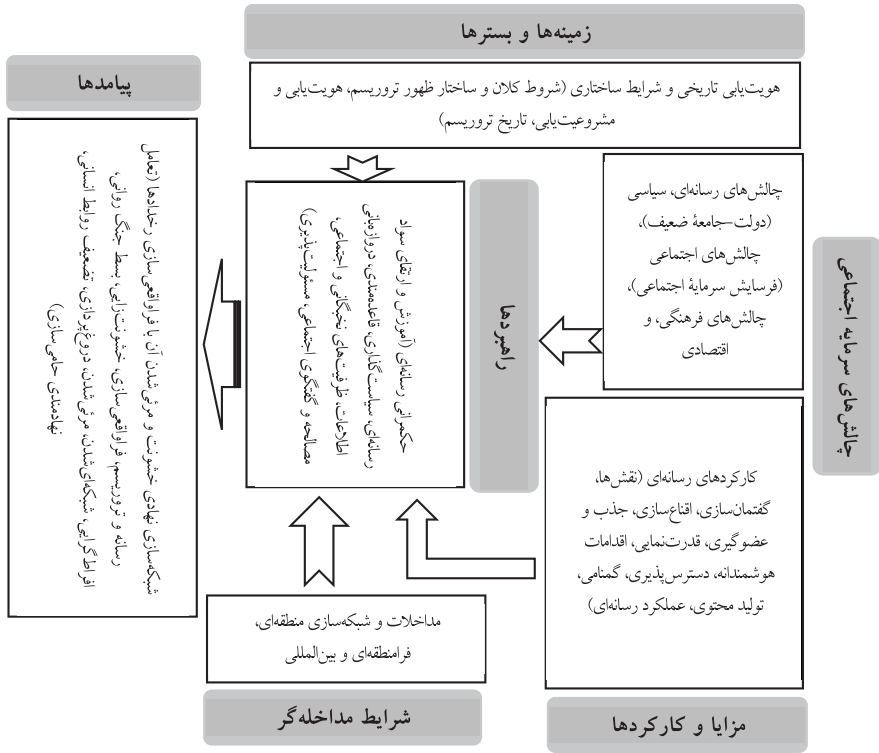 زمینه‌ها و بسترها
هویت‌یابی تاریخی و شرایط ساختاری (شروط کلان و ساختار ظهور تروریسم، هویت‌یابی و
مشروعیت‌یابی، تاریخ تروریسم)
چالش‌های سرمایه اجتماعی
چالش‌های رسانه‌ای، سیاسی
(دولت-جامعهٔ ضعیف)،
چالش‌های اجتماعی
(فرسایش سرمایهٔ اجتماعی)،
چالش‌های فرهنگی، و
اقتصادی
راهبردها
حکمرانی رسانه‌ای (آموزش و ارتقای سواد
رسانه‌ای، سیاست‌گذاری، قاعده‌مندی، دروازه‌بانی
اطلاعات، ظرفیت‌های نخبگانی و اجتماعی،
مصالحه و گفتگوی اجتماعی، مسئولیت‌پذیری)
پیامدها
شبکه‌سازی نهادی خشونت و مرئی‌شدن آن با فراواقعی‌سازی رخدادها (تعامل
رسانه و تروریسم، فراواقعی‌سازی، خشونت‌زایی، بسط جنگ روانی،
افراط‌گرایی، شبکه‌ای‌شدن، مرئی‌شدن، دروغ‌پردازی، تضعیف روابط انسانی،
نهادمندی حامی‌سازی)
کارکردهای رسانه‌ای (نقش‌ها،
گفتمان‌سازی، اقناع‌سازی، جذب و
عضوگیری، قدرت‌نمایی، اقدامات
هوشمندانه، دسترس‌پذیری، گمنامی،
تولید محتوی، عملکرد رسانه‌ای)
مزایا و کارکردها
مداخلات و شبکه‌سازی منطقه‌ای،
فرامنطقه‌ای و بین‌المللی
شرایط مداخله‌گر